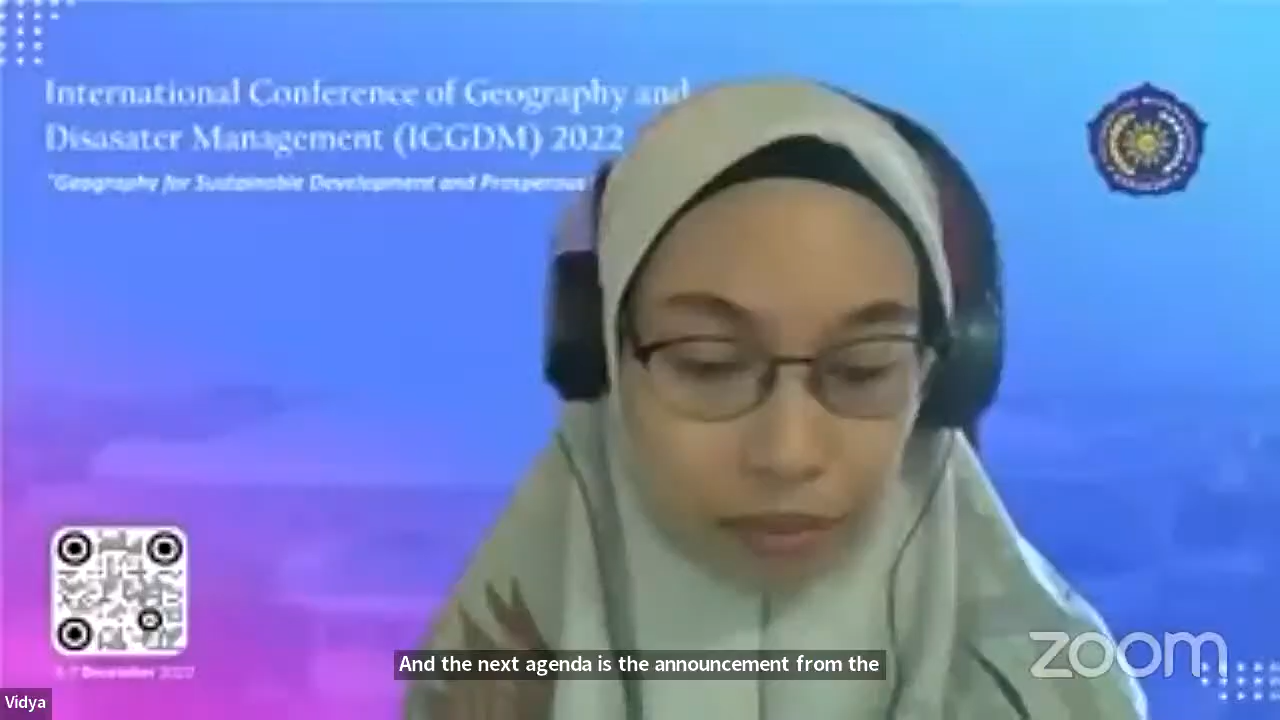 International Conference of Geography and
Disasater Management (ICGDM) 2022
"Geography for Sustainable Development and Prosperous
December 2022
And the next agenda is the announcement from the
zoom
Vidya